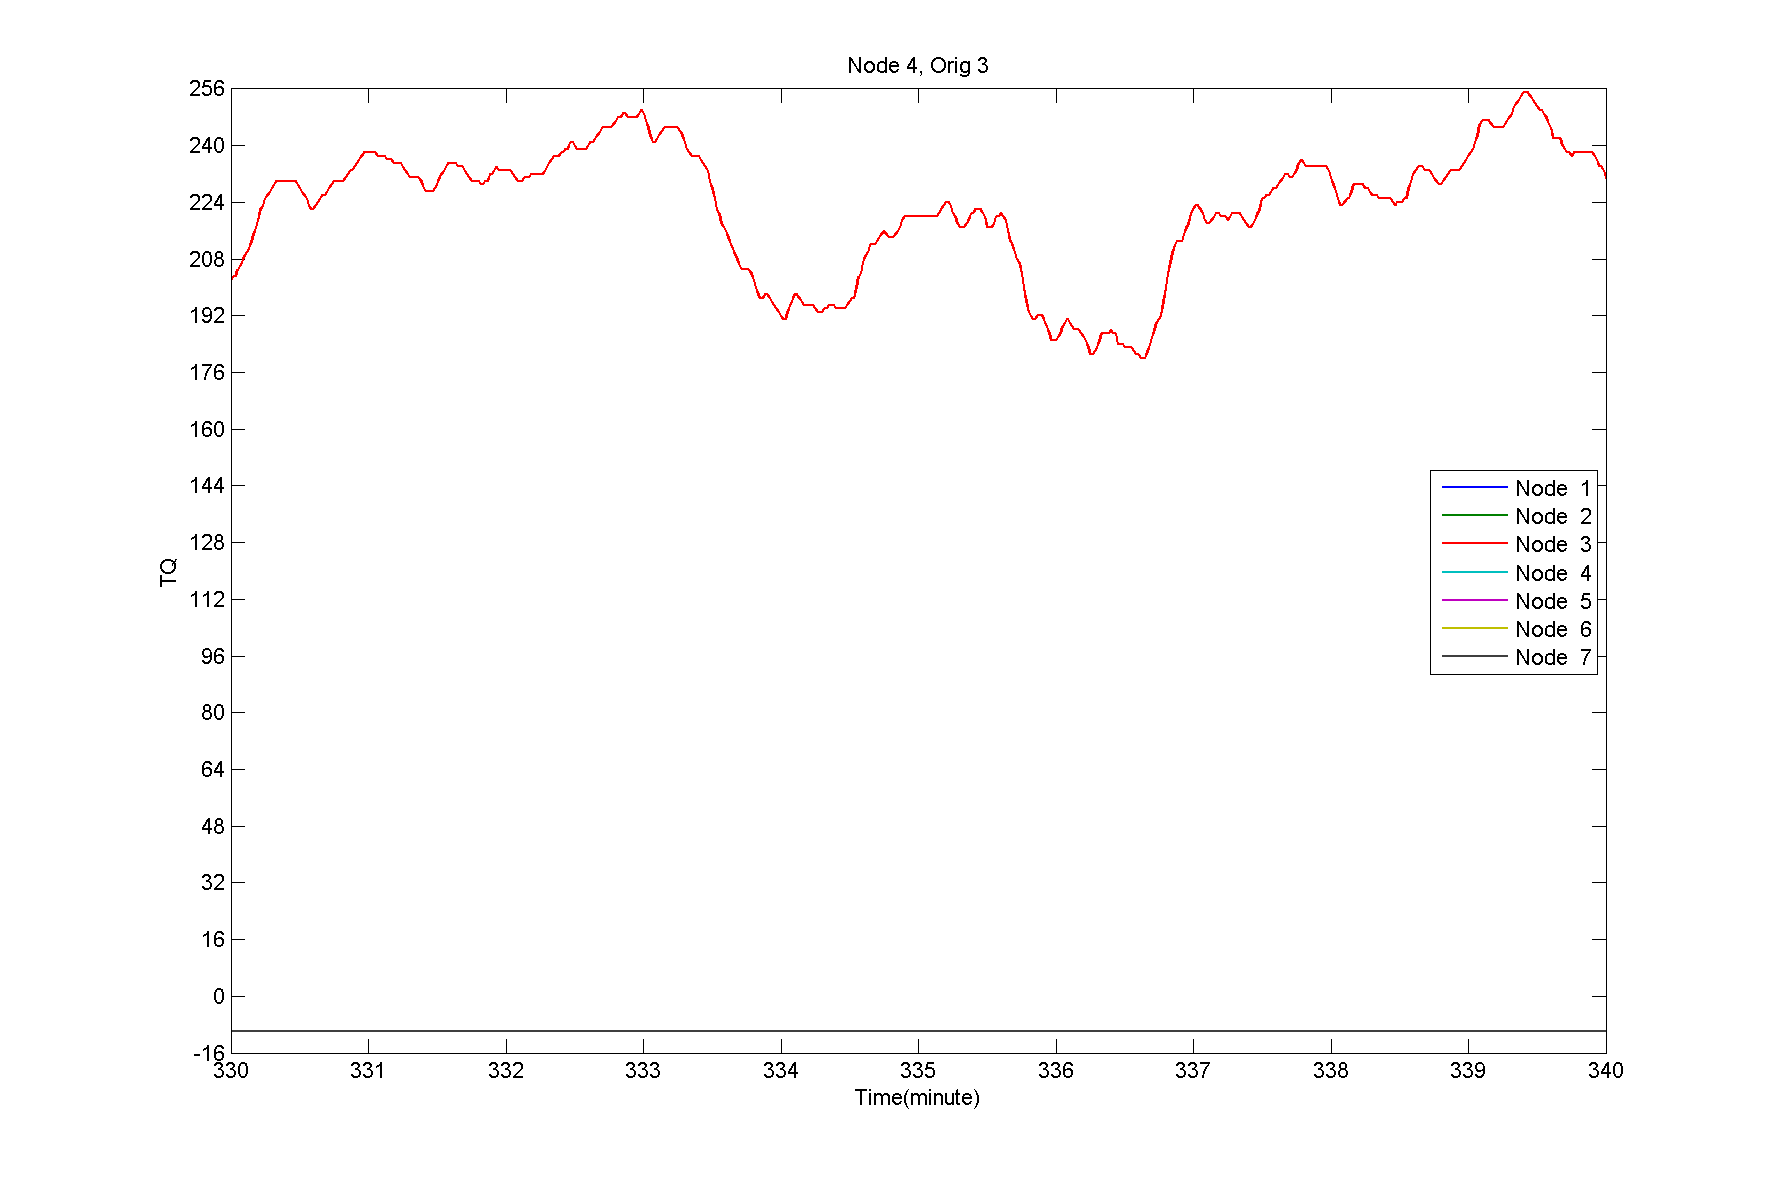 Node 4, Orig 3
256
240
224
208
192
176
160
144
128
112
96
80
64
48
32
16
0
-16
TQ
Node 1
Node 2
Node 3
Node 4
Node 5
Node 6
Node 7
330 331 332 333 334 335 336 337 338 339 340
Time(minute)